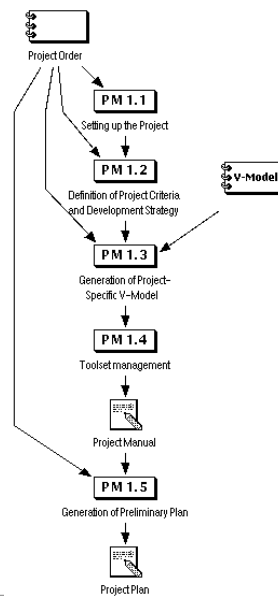 Project Order
PM 1.1
Setting up the Project
PM 1.2
V-Model
Definition of Project Criteria
and Development Strategy
PM 1.3
Generation of Project-
Specific V-Model
PM 1.4
Toolset management
Project Manual
PM 1.5
Generation of Preliminary Plan
Project Plan